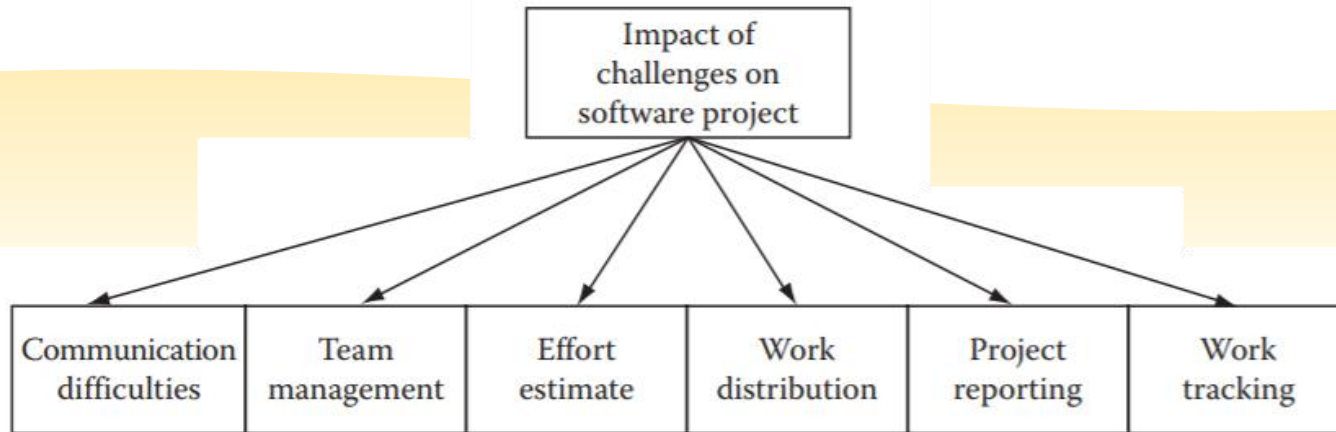 Impact of
challenges on
software project
Communication
difficulties
Team
management
Effort
estimate
Work
distribution
Project
reporting
Work
tracking